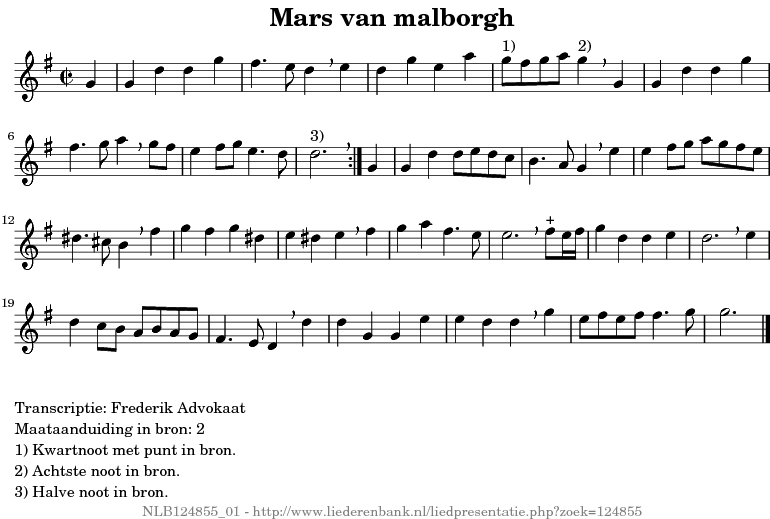 Mars van malborgh
1) 2)
6 3)
12 +
19
Transcriptie: Frederik Advokaat
Maataanduiding in bron: 2
1) Kwartnoot met punt in bron.
2) Achtste noot in bron.
3) Halve noot in bron.
NLB124855_01 - http://www.liederenbank.nl/liedpresentatie.php?zoek=124855